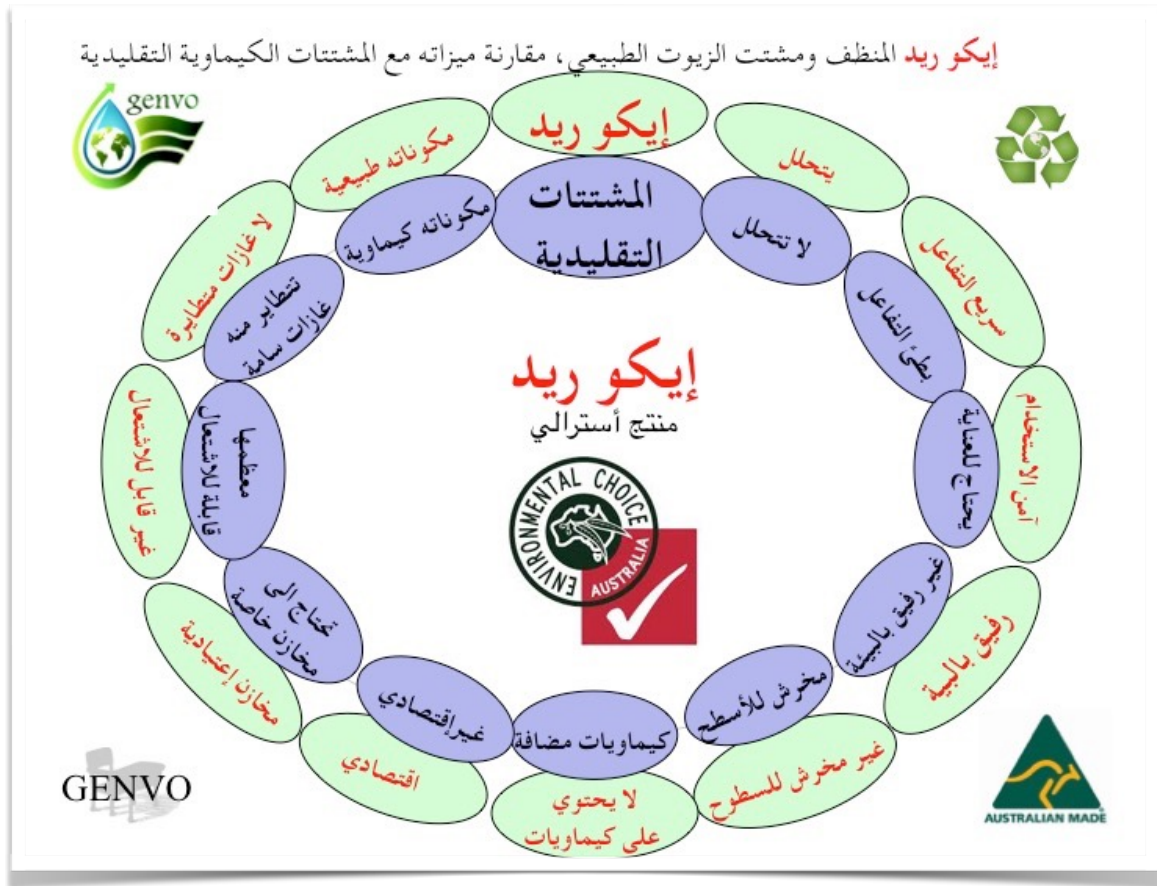 إيكو ريد المنظف ومشتت الزيوت الطبيعي، مقارنة ميزاته مع المشتتات الكيماوية التقليدية
genvo
إيكو ريد
يتحلل
سريع التفاعل
آمن الاستخدام
رفيق بالبية
غير مخرش للسطوح
لا يحتوي
على كيماويات
اقتصادي
مخازن إعتيادية
غير قابل للاشتعال
لا غازات متطايرة
مكوناته طبيعية
المشتتات
التقليدية
لا تتحلل
بطئ التفاعل
يحتاج للعناية
غير رفيق بالبيئة
مخرش للأسطح
كيماويات مضافة
غير إقتصادي
تحتاج الى
مخازن خاصة
معظمها
قابلة للاشتعال
تتطاير منه
غازات سامة
مكوناته كيماوية
إيكو ريد
منتج أسترالي
ENVIRONMENTAL CHOICE
AUSTRALIA
GENVO
AUSTRALIAN MADE